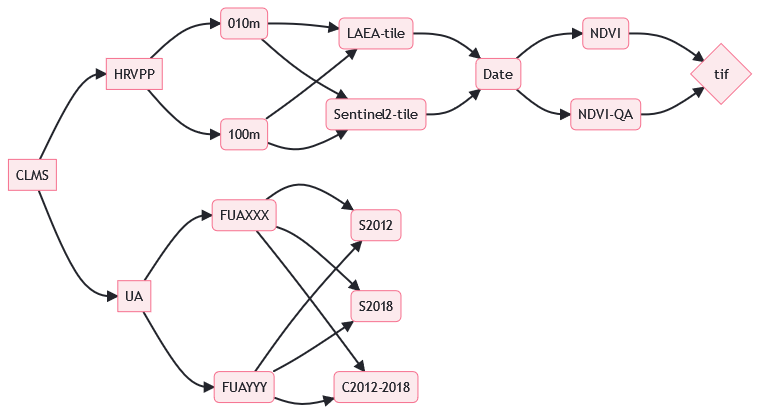 CLMS
HRVPP
010m
100m
LAEA-tile
Sentinel2-tile
Date
NDVI
NDVI-QA
tif
UA
FUAXXX
FUAYYY
S2012
S2018
C2012-2018